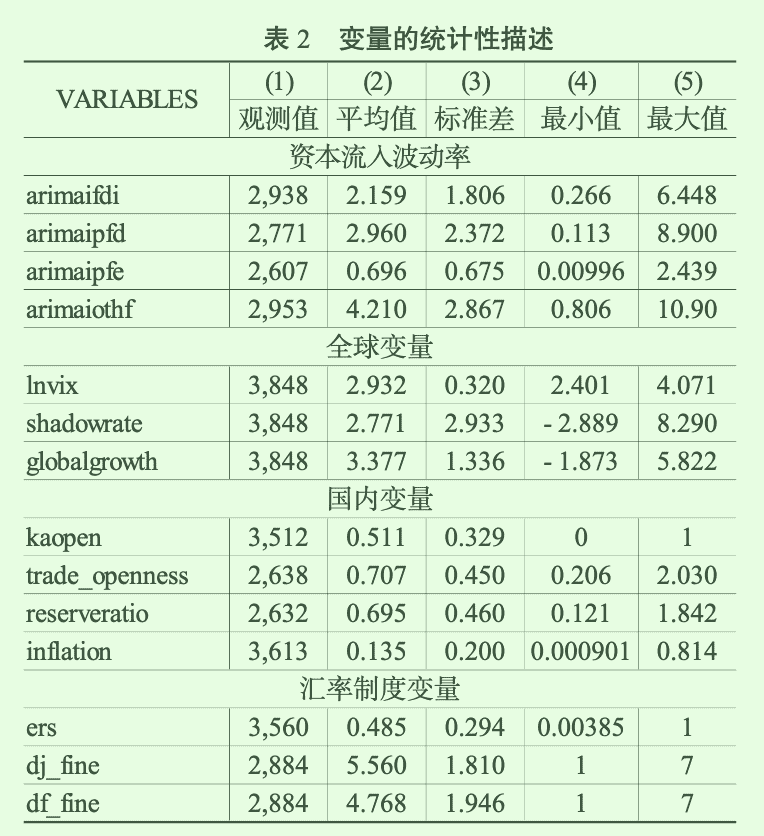 表 2 变量的统计性描述
VARIABLES (1) (2) (3) (4) (5)
观测值 平均值 标准差 最小值 最大值
资本流入波动率
arimaifdi 2,938 2.159 1.806 0.266 6.448
arimaipfd 2,771 2.960 2.372 0.113 8.900
arimaipfe 2,607 0.696 0.675 0.00996 2.439
arimaiothf 2,953 4.210 2.867 0.806 10.90
全球变量
lnvix 3,848 2.932 0.320 2.401 4.071
shadowrate 3,848 2.771 2.933 - 2.889 8.290
globalgrowth 3,848 3.377 1.336 - 1.873 5.822
国内变量
kaopen 3,512 0.511 0.329 0 1
trade_openness 2,638 0.707 0.450 0.206 2.030
reserveratio 2,632 0.695 0.460 0.121 1.842
inflation 3,613 0.135 0.200 0.000901 0.814
汇率制度变量
ers 3,560 0.485 0.294 0.00385 1
dj_fine 2,884 5.560 1.810 1 7
df_fine 2,884 4.768 1.946 1 7